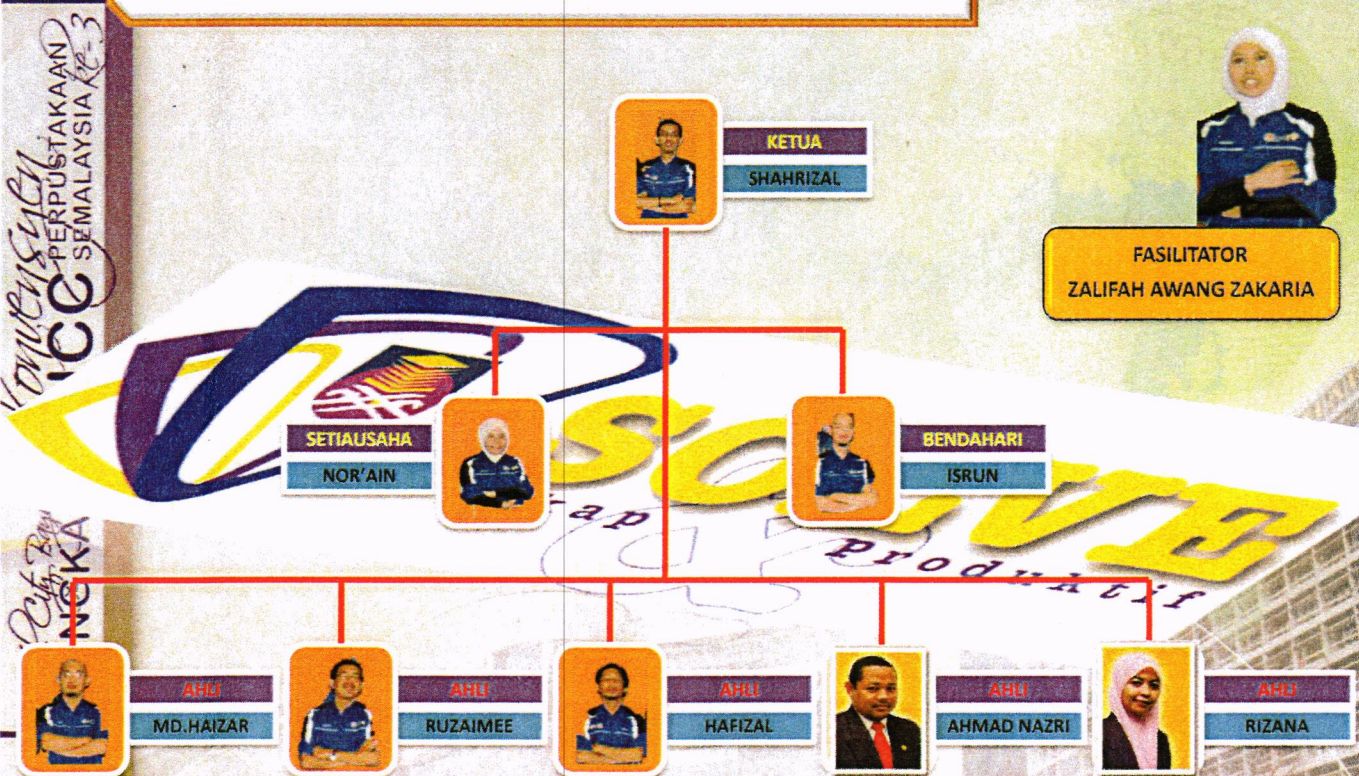 Konvensyen
PERPUSTAKAAN
SEMALAYSIA ke-3
ICC
KETUA
SHAHRIZAL
FASILITATOR
ZALIFAH AWANG ZAKARIA
SETIAUSAHA
NOR'AIN
BENDAHARI
ISRUN
Produktif
AHLI
MD.HAIZAR
AHLI
RUZAIMEE
AHLI
HAFIZAL
AHLI
AHMAD NAZRI
AHLI
RIZANA